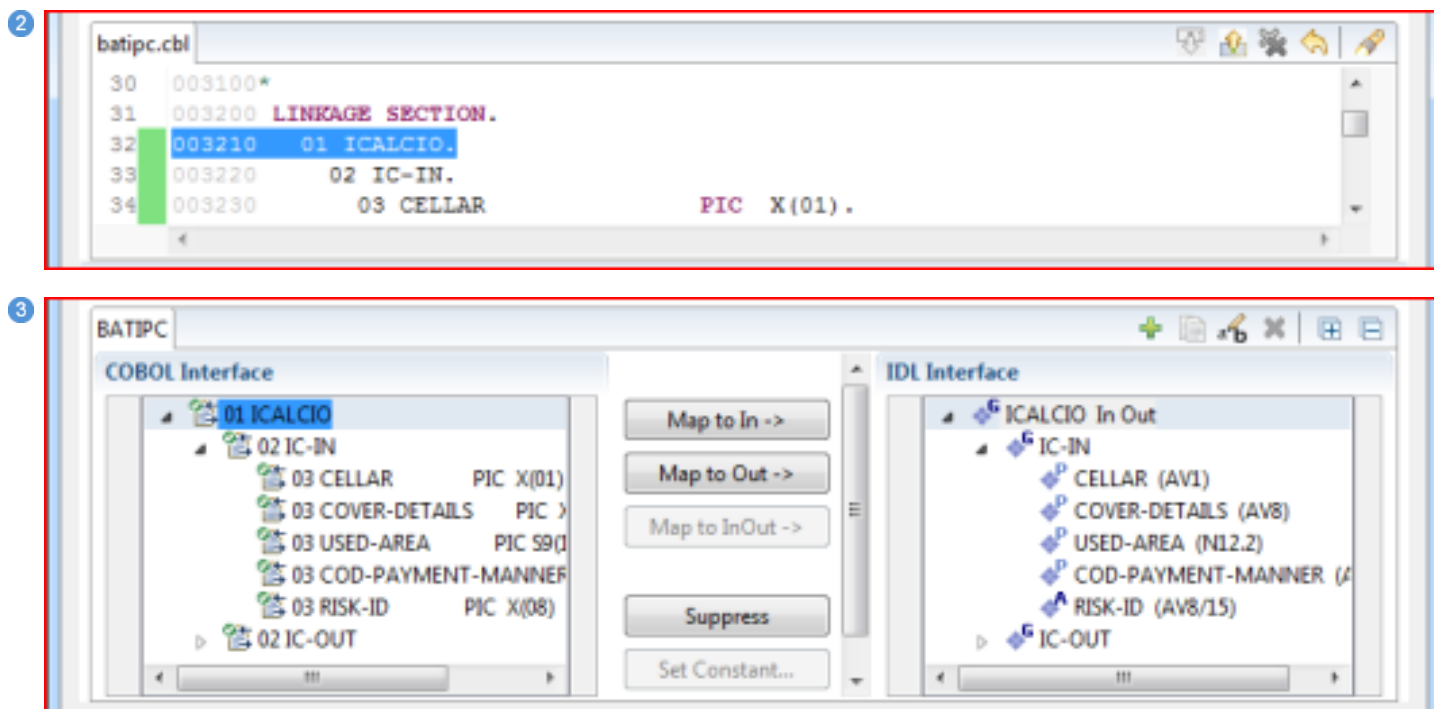 2
batipc.cbl
30 003100*
31 003200 LINKAGE SECTION.
32 003210 01 ICALCIO.
33 003220 02 IC-IN.
34 003230 03 CELLAR PIC X(01).
3
BATIPC
COBOL Interface
IDL Interface
01 ICALCIO
02 IC-IN
03 CELLAR PIC X(01)
03 COVER-DETAILS PIC
03 USED-AREA PIC S9(1
03 COD-PAYMENT-MANNER
03 RISK-ID PIC X(08)
02 IC-OUT
Map to In ->
Map to Out ->
Map to InOut ->
Suppress
Set Constant...
ICALCIO In Out
IC-IN
CELLAR (AV1)
COVER-DETAILS (AV8)
USED-AREA (N12.2)
COD-PAYMENT-MANNER (A
RISK-ID (AV8/15)
IC-OUT